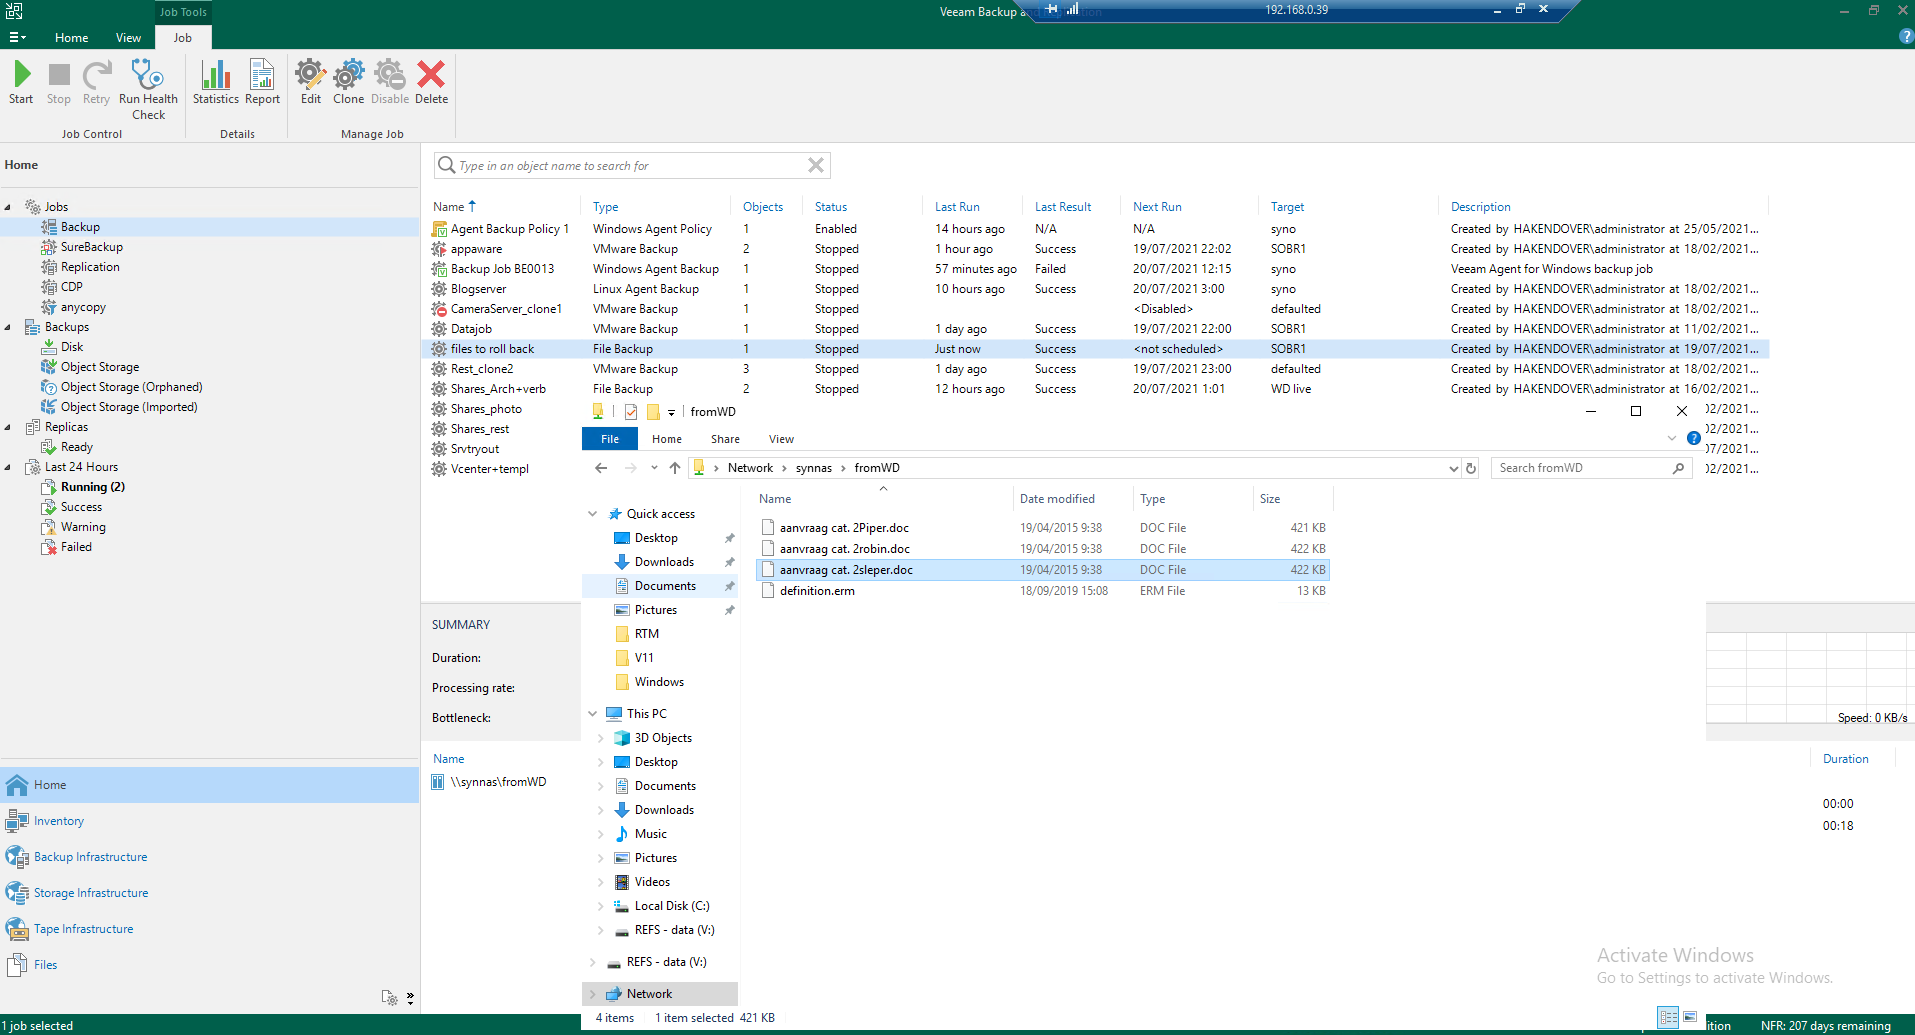 Job Tools
Veeam Backup and
192.168.0.39
Home View Job
Start Stop Retry Run Health Check
Statistics Report
Edit Clone Disable Delete
Job Control Details Manage Job
Home
Jobs
Backup
SureBackup
Replication
CDP
anycopy
Backups
Disk
Object Storage
Object Storage (Orphaned)
Object Storage (Imported)
Replicas
Ready
Last 24 Hours
Running (2)
Success
Warning
Failed
Home
Inventory
Backup Infrastructure
Storage Infrastructure
Tape Infrastructure
Files
Type in an object name to search for
Name Type Objects Status Last Run Last Result Next Run Target Description
Agent Backup Policy 1 Windows Agent Policy 1 Enabled 14 hours ago N/A N/A syno Created by HAKENDOVER\administrator at 25/05/2021...
appaware VMware Backup 2 Stopped 1 hour ago Success 19/07/2021 22:02 SOBR1 Created by HAKENDOVER\administrator at 18/02/2021...
Backup Job BE0013 Windows Agent Backup 1 Stopped 57 minutes ago Failed 20/07/2021 12:15 syno Veeam Agent for Windows backup job
Blogserver Linux Agent Backup 1 Stopped 10 hours ago Success 20/07/2021 3:00 syno Created by HAKENDOVER\administrator at 18/02/2021...
CameraServer_clone1 VMware Backup 1 Stopped <Disabled> defaulted Created by HAKENDOVER\administrator at 18/02/2021...
Datajob VMware Backup 1 Stopped 1 day ago Success 19/07/2021 22:00 SOBR1 Created by HAKENDOVER\administrator at 11/02/2021...
files to roll back File Backup 1 Stopped Just now Success <not scheduled> SOBR1 Created by HAKENDOVER\administrator at 19/07/2021...
Rest_clone2 VMware Backup 3 Stopped 1 day ago Success 19/07/2021 23:00 defaulted Created by HAKENDOVER\administrator at 18/02/2021...
Shares_Arch+verb File Backup 2 Stopped 12 hours ago Success 20/07/2021 1:01 WD live Created by HAKENDOVER\administrator at 16/02/2021...
Shares_photo 02/2021...
Shares_rest 02/2021...
Srvtryout 07/2021...
Vcenter+templ 02/2021...
fromWD
File Home Share View
Network › synnas › fromWD
Search fromWD
Name Date modified Type Size
aanvraag cat. 2Piper.doc 19/04/2015 9:38 DOC File 421 KB
aanvraag cat. 2robin.doc 19/04/2015 9:38 DOC File 422 KB
aanvraag cat. 2sleper.doc 19/04/2015 9:38 DOC File 422 KB
definition.erm 18/09/2019 15:08 ERM File 13 KB
Quick access
Desktop
Downloads
Documents
Pictures
RTM
V11
Windows
This PC
3D Objects
Desktop
Documents
Downloads
Music
Pictures
Videos
Local Disk (C:)
REFS - data (V:)
REFS - data (V:)
Network
4 items 1 item selected 421 KB
SUMMARY
Duration:
Processing rate:
Bottleneck:
Name
\\synnas\fromWD
Speed: 0 KB/s
Duration
00:00
00:18
Activate Windows
Go to Settings to activate Windows.
1 job selected
ition NFR: 207 days remaining